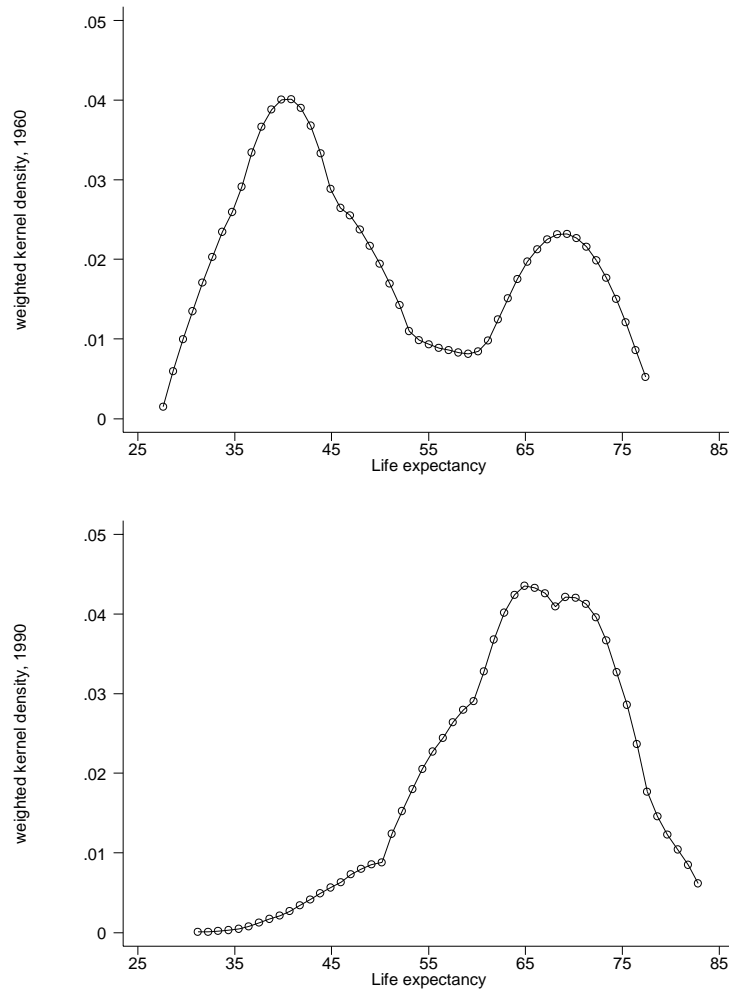 .05
.04
.03
.02
.01
0
weighted kernel density, 1960
25 35 45 55 65 75 85
Life expectancy
.05
.04
.03
.02
.01
0
weighted kernel density, 1990
25 35 45 55 65 75 85
Life expectancy